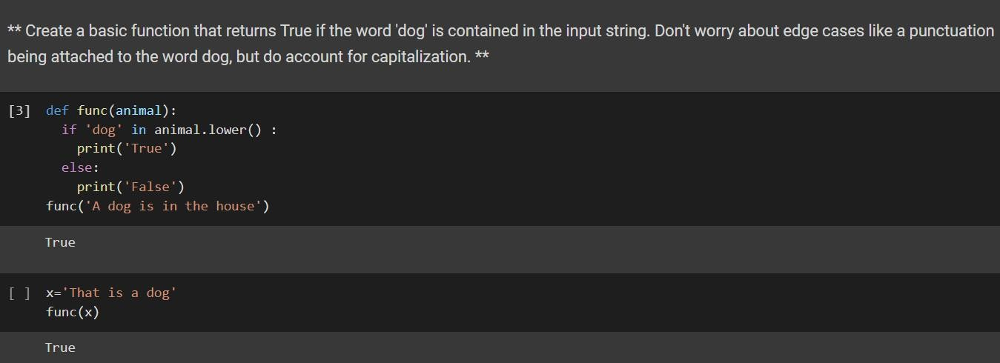 ** Create a basic function that returns True if the word 'dog' is contained in the input string. Don't worry about edge cases like a punctuation
being attached to the word dog, but do account for capitalization. **
[3] def func(animal):
  if 'dog' in animal.lower() :
    print('True')
  else:
    print('False')
func('A dog is in the house')
True
[ ] x='That is a dog'
func(x)
True